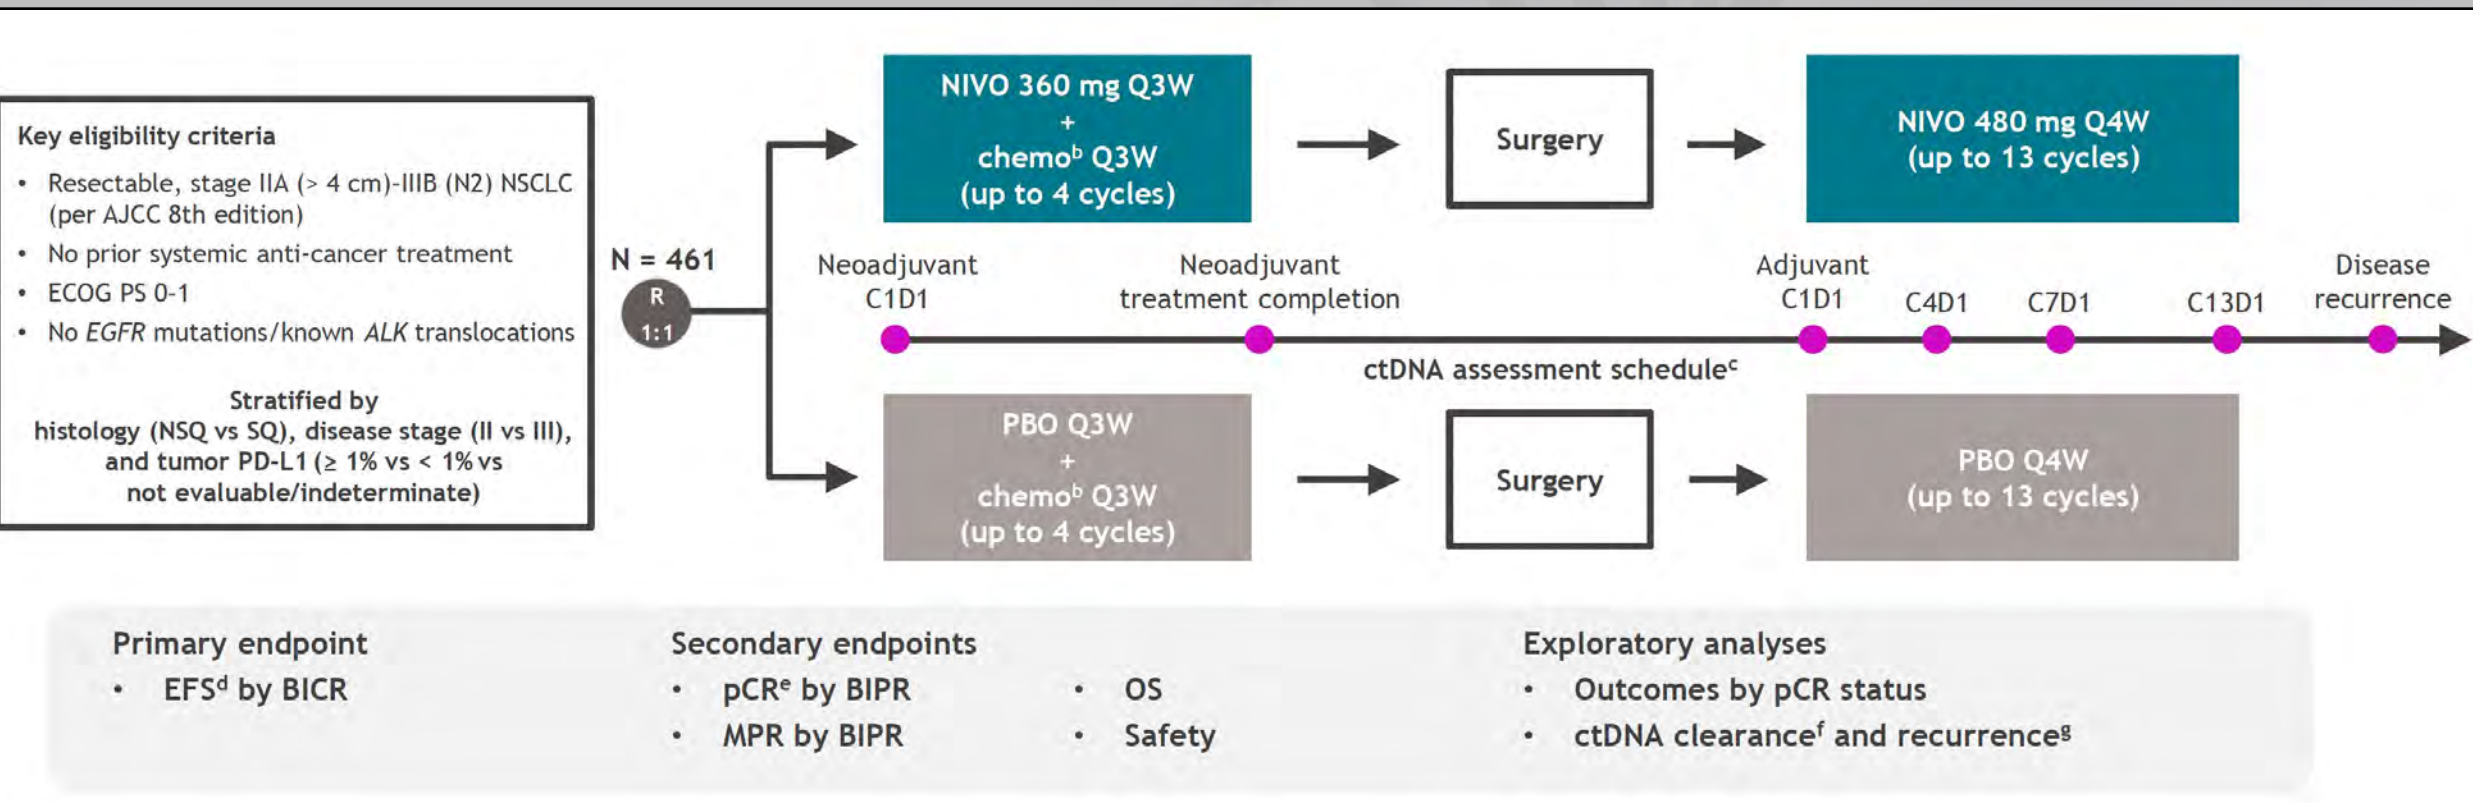 Key eligibility criteria
• Resectable, stage IIA (> 4 cm)–IIIB (N2) NSCLC
(per AJCC 8th edition)
• No prior systemic anti-cancer treatment
• ECOG PS 0–1
• No EGFR mutations/known ALK translocations
Stratified by
histology (NSQ vs SQ), disease stage (II vs III),
and tumor PD-L1 (≥ 1% vs < 1% vs
not evaluable/indeterminate)
N = 461
R
1:1
NIVO 360 mg Q3W
+
chemoᵇ Q3W
(up to 4 cycles)
Surgery
NIVO 480 mg Q4W
(up to 13 cycles)
Neoadjuvant
C1D1
Neoadjuvant
treatment completion
Adjuvant
C1D1
C4D1
C7D1
C13D1
Disease
recurrence
ctDNA assessment scheduleᶜ
PBO Q3W
+
chemoᵇ Q3W
(up to 4 cycles)
Surgery
PBO Q4W
(up to 13 cycles)
Primary endpoint
• EFSᵈ by BICR
Secondary endpoints
• pCRᵉ by BIPR
• MPR by BIPR
• OS
• Safety
Exploratory analyses
• Outcomes by pCR status
• ctDNA clearanceᶠ and recurrenceᵍ